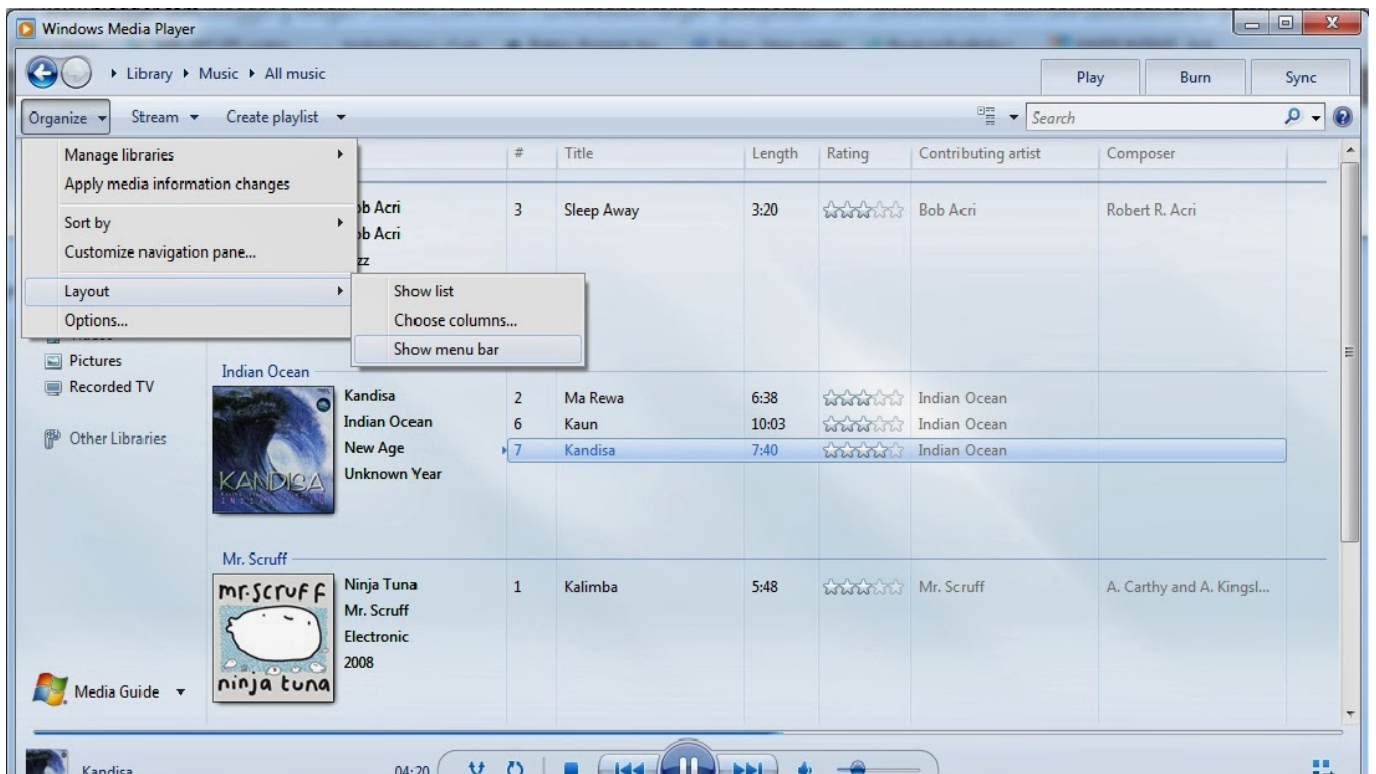 Windows Media Player
Library Music All music
Play Burn Sync
Organize Stream Create playlist
Search
Manage libraries
Apply media information changes
Sort by
Customize navigation pane...
Layout
Options...
Show list
Choose columns...
Show menu bar
# Title Length Rating Contributing artist Composer
Acri 3 Sleep Away 3:20 Bob Acri Robert R. Acri
Acri
Pictures
Recorded TV
Other Libraries
Indian Ocean
KANDISA
Kandisa 2 Ma Rewa 6:38 Indian Ocean
Indian Ocean 6 Kaun 10:03 Indian Ocean
New Age 7 Kandisa 7:40 Indian Ocean
Unknown Year
Mr. Scruff
mr.scruff
ninja tuna
Ninja Tuna 1 Kalimba 5:48 Mr. Scruff A. Carthy and A. Kingsl...
Mr. Scruff
Electronic
2008
Media Guide
Kandisa 04:20